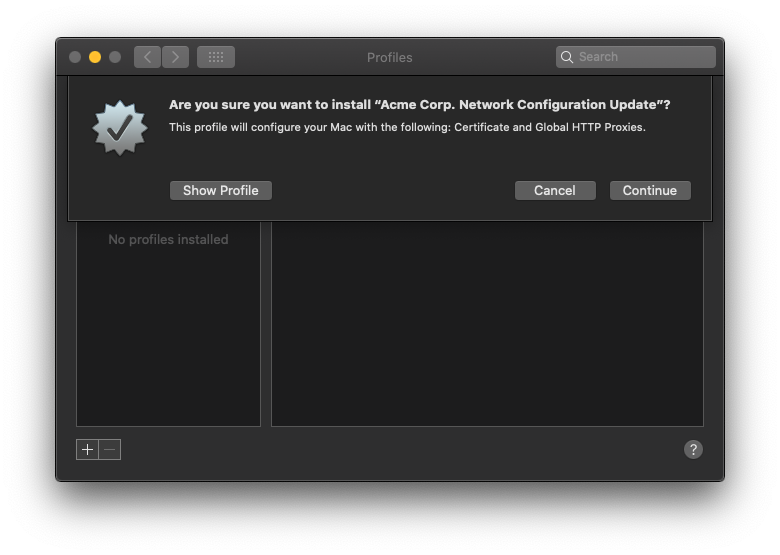 Profiles
Search
Are you sure you want to install “Acme Corp. Network Configuration Update”?
This profile will configure your Mac with the following: Certificate and Global HTTP Proxies.
Show Profile
Cancel
Continue
No profiles installed
?